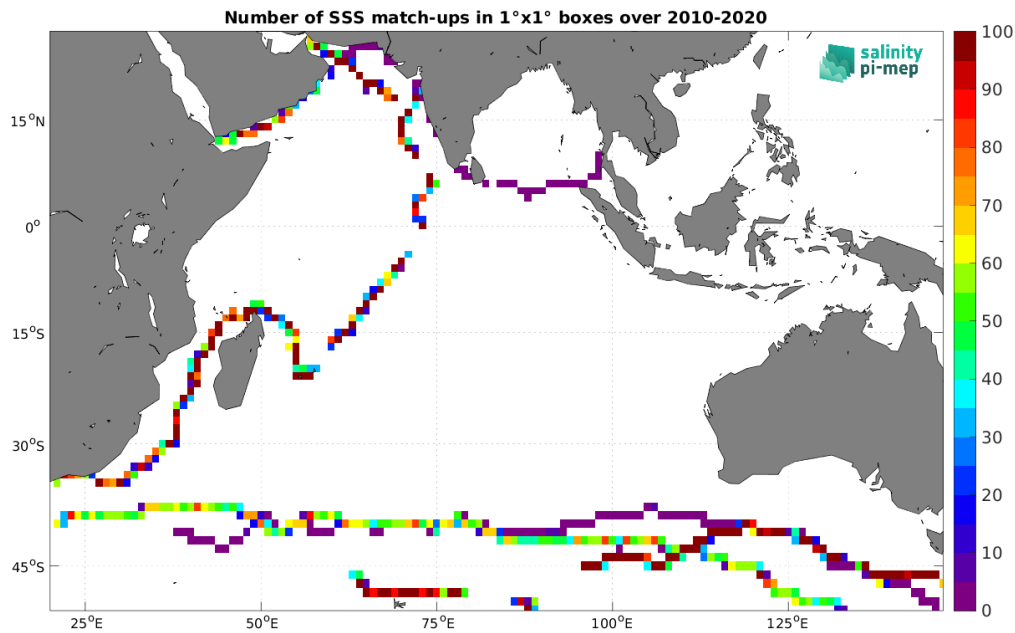 Number of SSS match-ups in 1°x1° boxes over 2010-2020
salinity
pi-mep
100
90
80
70
60
50
40
30
20
10
0
15°N
0°
15°S
30°S
45°S
25°E
50°E
75°E
100°E
125°E